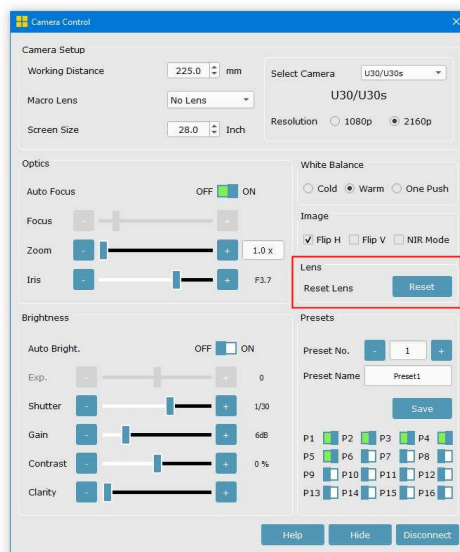 Camera Control
Camera Setup
Working Distance 225.0 mm
Macro Lens No Lens
Screen Size 28.0 Inch
Select Camera U30/U30s
U30/U30s
Resolution 1080p 2160p
Optics
Auto Focus OFF ON
Focus - +
Zoom - + 1.0 x
Iris - + F3.7
White Balance
Cold Warm One Push
Image
Flip H Flip V NIR Mode
Lens
Reset Lens Reset
Brightness
Auto Bright. OFF ON
Exp. - + 0
Shutter - + 1/30
Gain - + 6dB
Contrast - + 0 %
Clarity - +
Presets
Preset No. - 1 +
Preset Name Preset1
Save
P1 P2 P3 P4
P5 P6 P7 P8
P9 P10 P11 P12
P13 P14 P15 P16
Help Hide Disconnect